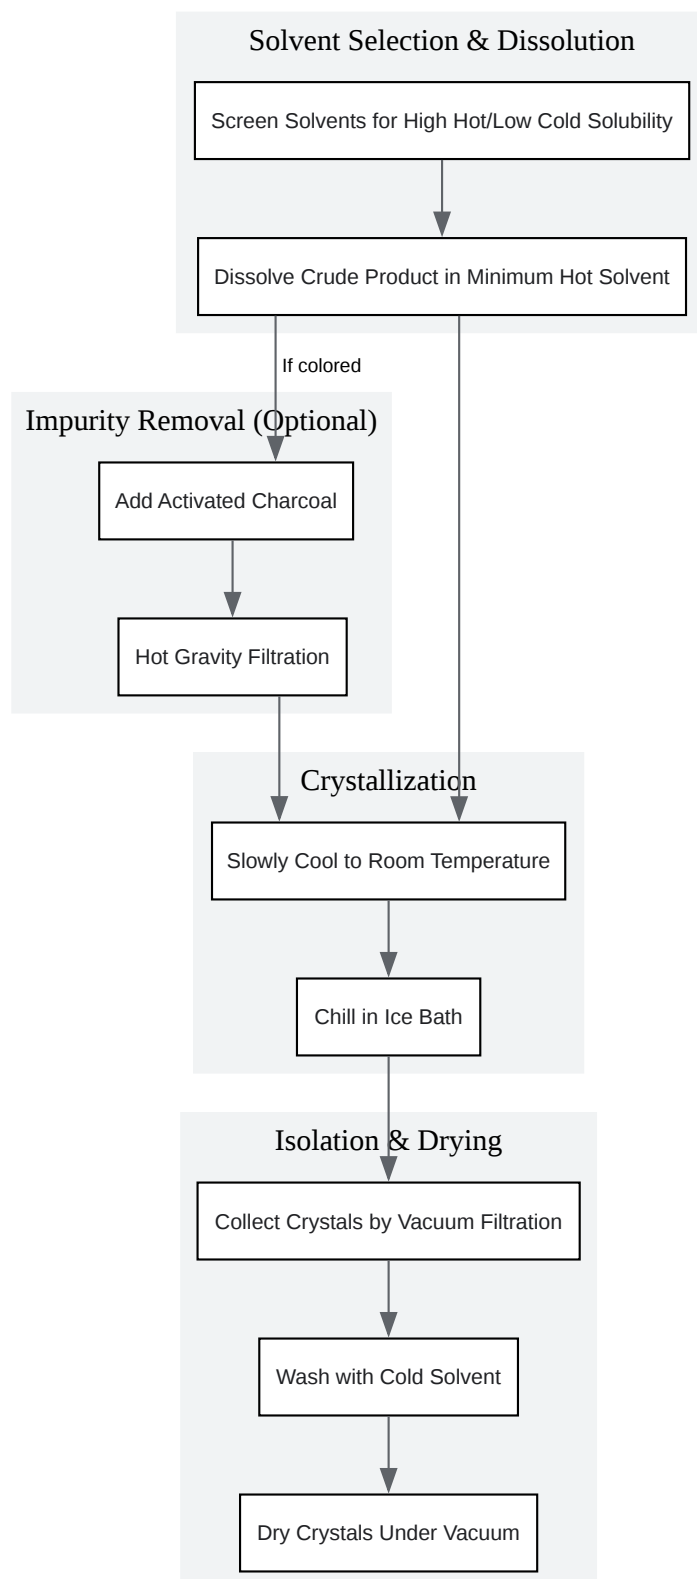 Solvent Selection & Dissolution
Screen Solvents for High Hot/Low Cold Solubility
Dissolve Crude Product in Minimum Hot Solvent
If colored
Impurity Removal (Optional)
Add Activated Charcoal
Hot Gravity Filtration
Crystallization
Slowly Cool to Room Temperature
Chill in Ice Bath
Isolation & Drying
Collect Crystals by Vacuum Filtration
Wash with Cold Solvent
Dry Crystals Under Vacuum